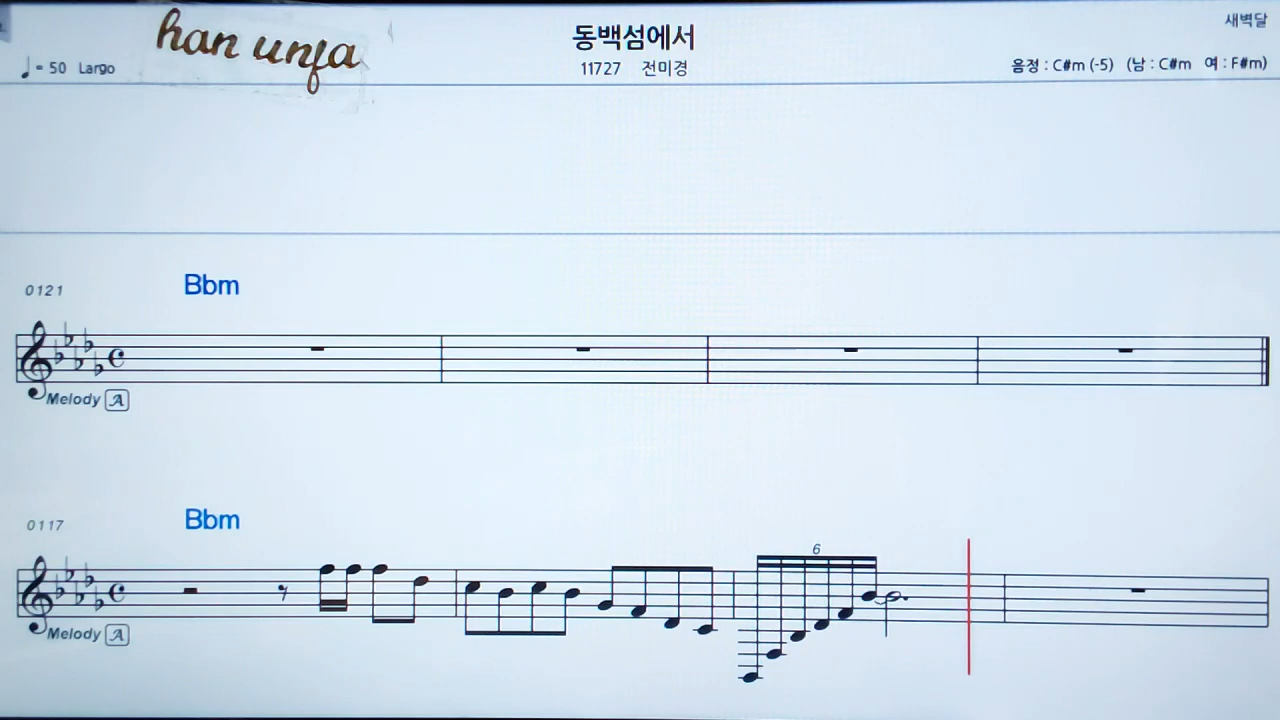 han unja
동백섬에서
새벽달
♩= 50 Largo
11727 전미경
음정 : C#m (-5) (남 : C#m 여 : F#m)
0121
Bbm
Melody A
0117
Bbm
6
Melody A